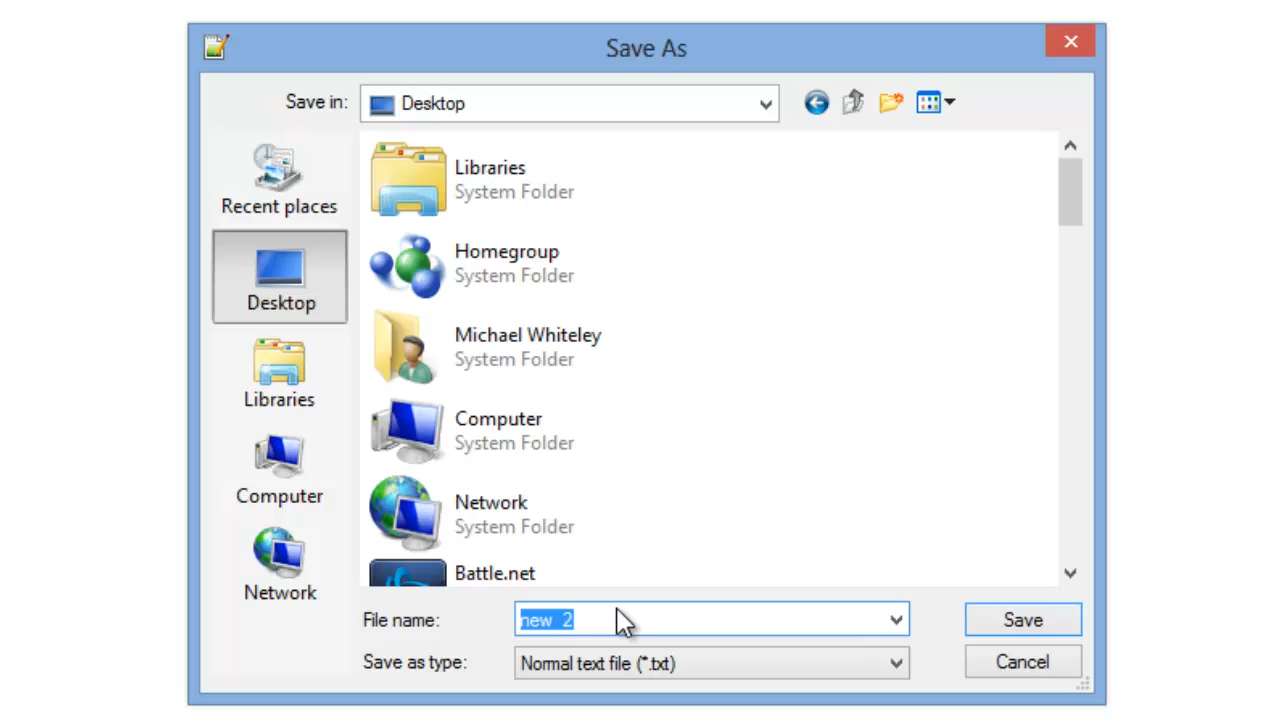 Save As
Save in:
Desktop
Recent places
Desktop
Libraries
Computer
Network
Libraries
System Folder
Homegroup
System Folder
Michael Whiteley
System Folder
Computer
System Folder
Network
System Folder
Battle.net
File name:
new  2
Save
Save as type:
Normal text file (*.txt)
Cancel